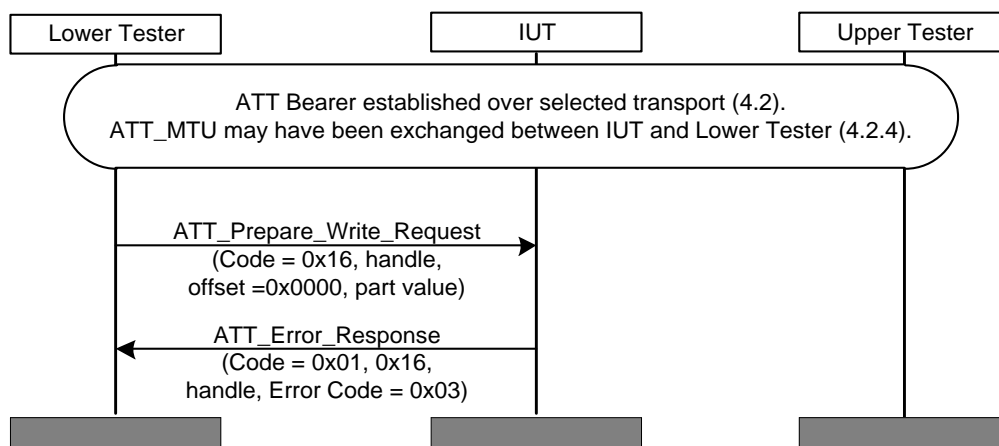 Lower Tester
IUT
Upper Tester
ATT Bearer established over selected transport (4.2).
ATT_MTU may have been exchanged between IUT and Lower Tester (4.2.4).
ATT_Prepare_Write_Request
(Code = 0x16, handle,
offset =0x0000, part value)
ATT_Error_Response
(Code = 0x01, 0x16,
handle, Error Code = 0x03)